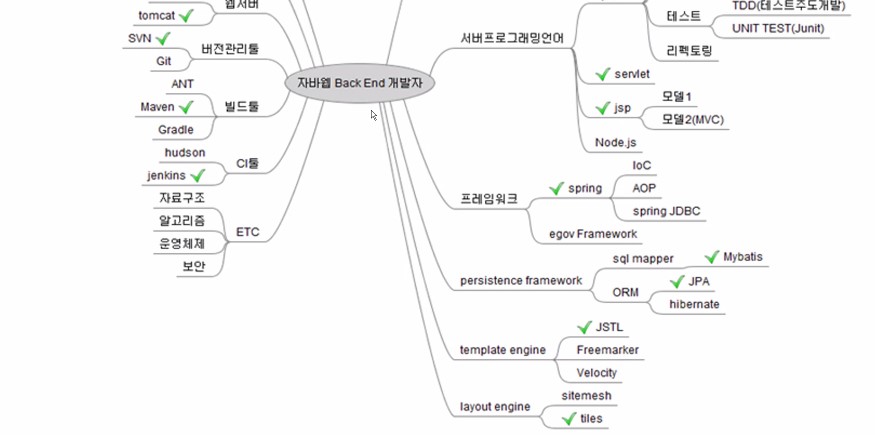 웹서버
tomcat
SVN
버전관리툴
Git
ANT
Maven
빌드툴
Gradle
hudson
CI툴
jenkins
자료구조
알고리즘
ETC
운영체제
보안
자바웹 Back End 개발자
TDD(테스트주도개발)
테스트
UNIT TEST(Junit)
서버프로그래밍언어
리펙토링
servlet
모델1
jsp
모델2(MVC)
Node.js
IoC
프레임워크
spring
AOP
spring JDBC
egov Framework
sql mapper
Mybatis
persistence framework
JPA
ORM
hibernate
JSTL
template engine
Freemarker
Velocity
sitemesh
layout engine
tiles